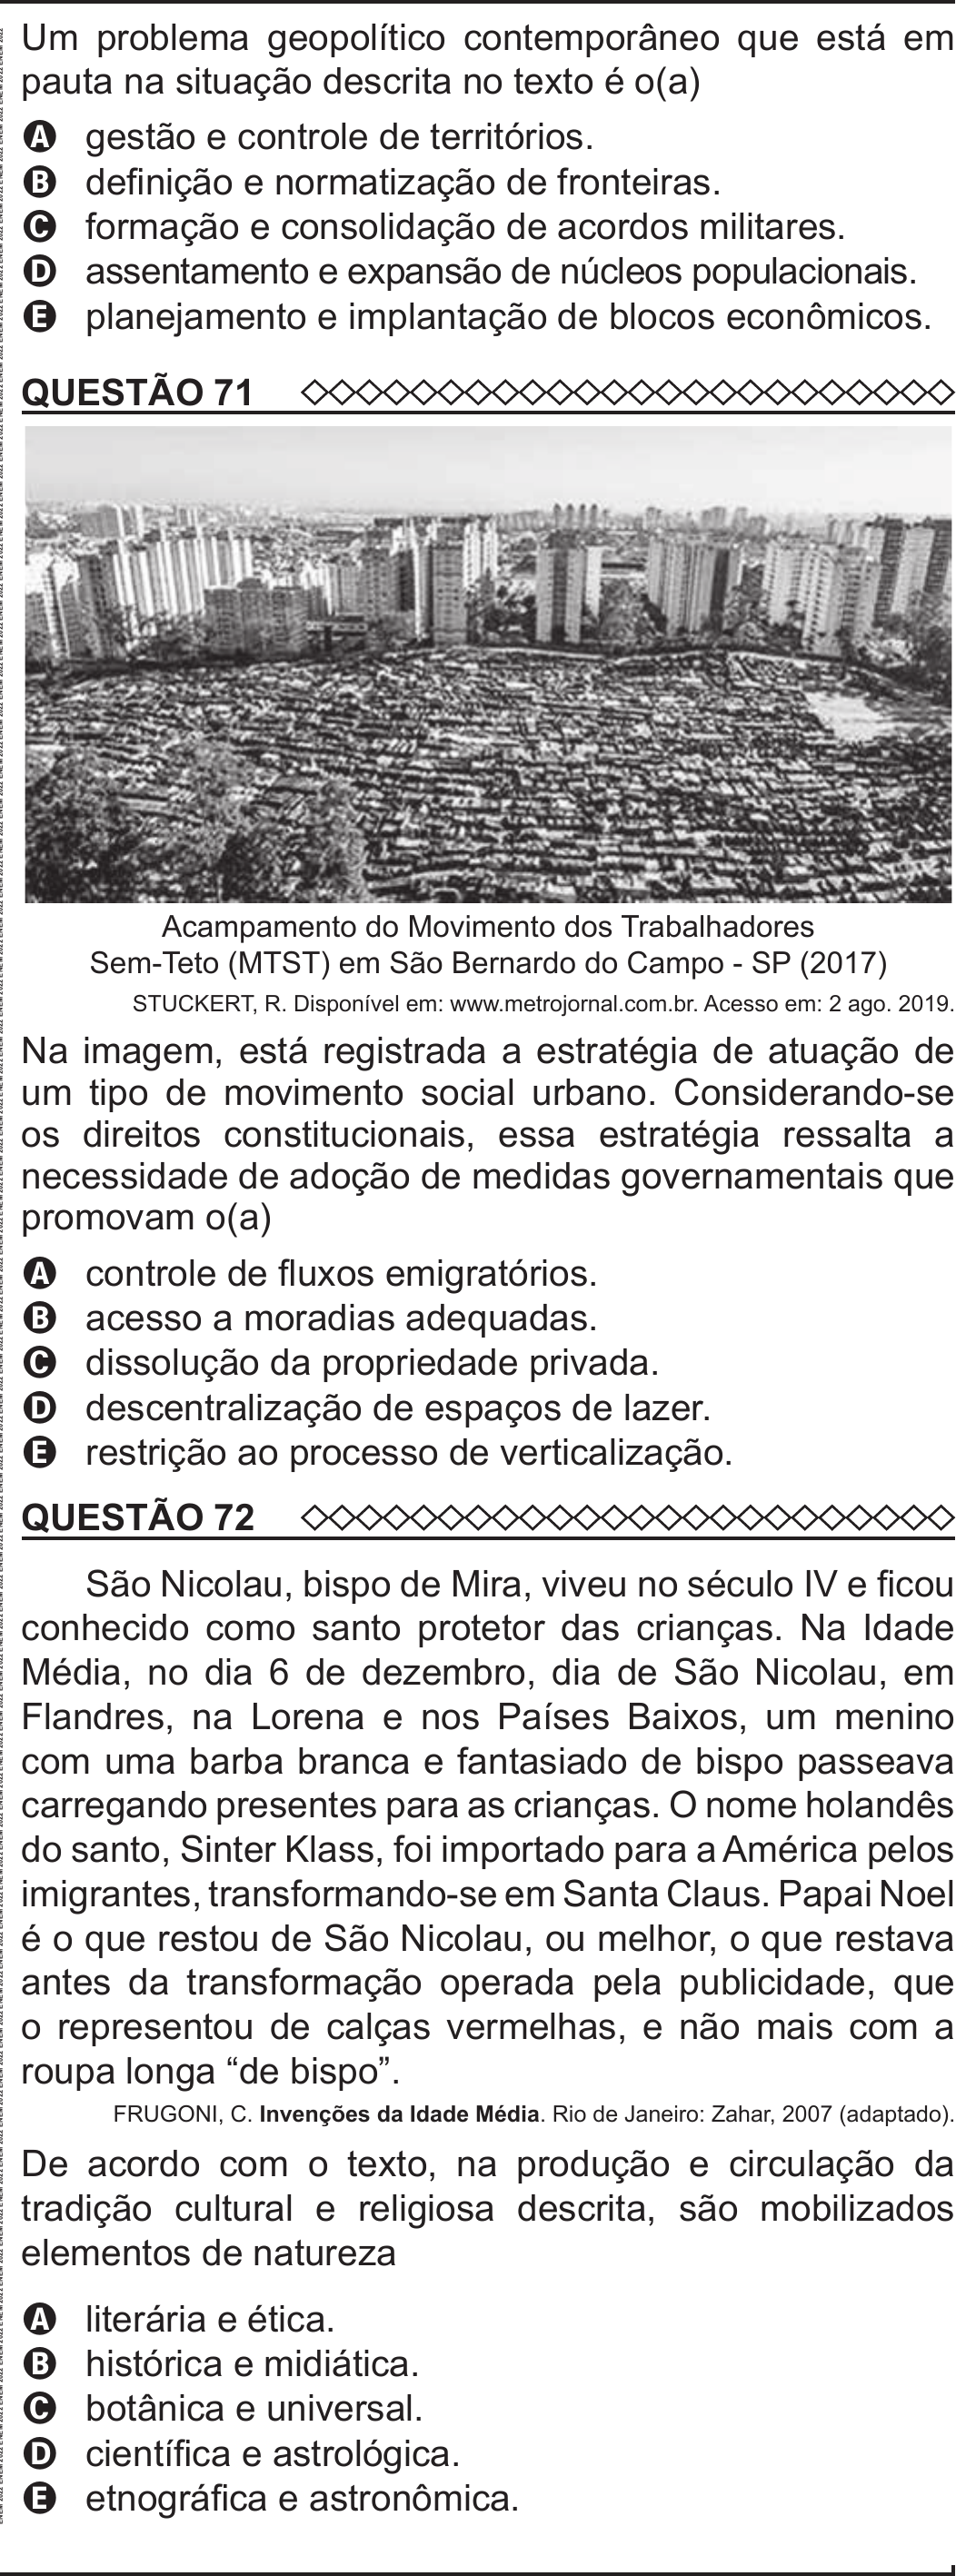 Um problema geopolítico contemporâneo que está em
pauta na situação descrita no texto é o(a)
A gestão e controle de territórios.
B definição e normatização de fronteiras.
C formação e consolidação de acordos militares.
D assentamento e expansão de núcleos populacionais.
E planejamento e implantação de blocos econômicos.
QUESTÃO 71
Acampamento do Movimento dos Trabalhadores
Sem-Teto (MTST) em São Bernardo do Campo - SP (2017)
STUCKERT, R. Disponível em: www.metrojornal.com.br. Acesso em: 2 ago. 2019.
Na imagem, está registrada a estratégia de atuação de
um tipo de movimento social urbano. Considerando-se
os direitos constitucionais, essa estratégia ressalta a
necessidade de adoção de medidas governamentais que
promovam o(a)
A controle de fluxos emigratórios.
B acesso a moradias adequadas.
C dissolução da propriedade privada.
D descentralização de espaços de lazer.
E restrição ao processo de verticalização.
QUESTÃO 72
São Nicolau, bispo de Mira, viveu no século IV e ficou
conhecido como santo protetor das crianças. Na Idade
Média, no dia 6 de dezembro, dia de São Nicolau, em
Flandres, na Lorena e nos Países Baixos, um menino
com uma barba branca e fantasiado de bispo passeava
carregando presentes para as crianças. O nome holandês
do santo, Sinter Klass, foi importado para a América pelos
imigrantes, transformando-se em Santa Claus. Papai Noel
é o que restou de São Nicolau, ou melhor, o que restava
antes da transformação operada pela publicidade, que
o representou de calças vermelhas, e não mais com a
roupa longa “de bispo”.
FRUGONI, C. Invenções da Idade Média. Rio de Janeiro: Zahar, 2007 (adaptado).
De acordo com o texto, na produção e circulação da
tradição cultural e religiosa descrita, são mobilizados
elementos de natureza
A literária e ética.
B histórica e midiática.
C botânica e universal.
D científica e astrológica.
E etnográfica e astronômica.